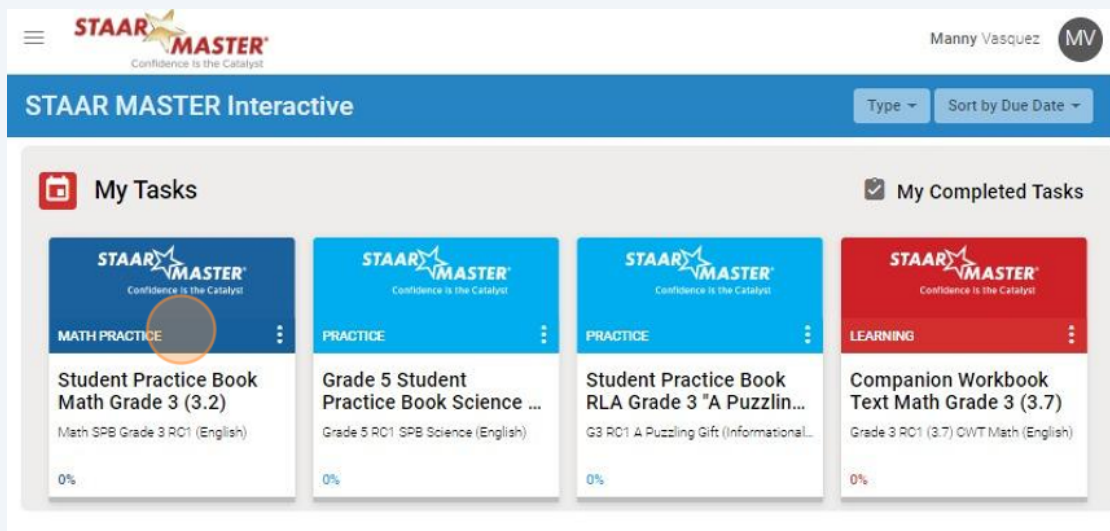 STAAR MASTER®
Confidence is the Catalyst
Manny Vasquez MV
STAAR MASTER Interactive
Type Sort by Due Date
My Tasks
My Completed Tasks
STAAR MASTER®
Confidence is the Catalyst
MATH PRACTICE
Student Practice Book
Math Grade 3 (3.2)
Math SPB Grade 3 RC1 (English)
0%
STAAR MASTER®
Confidence is the Catalyst
PRACTICE
Grade 5 Student
Practice Book Science ...
Grade 5 RC1 SPB Science (English)
0%
STAAR MASTER®
Confidence is the Catalyst
PRACTICE
Student Practice Book
RLA Grade 3 "A Puzzlin...
G3 RC1 A Puzzling Gift (Informational...
0%
STAAR MASTER®
Confidence is the Catalyst
LEARNING
Companion Workbook
Text Math Grade 3 (3.7)
Grade 3 RC1 (3.7) CWT Math (English)
0%